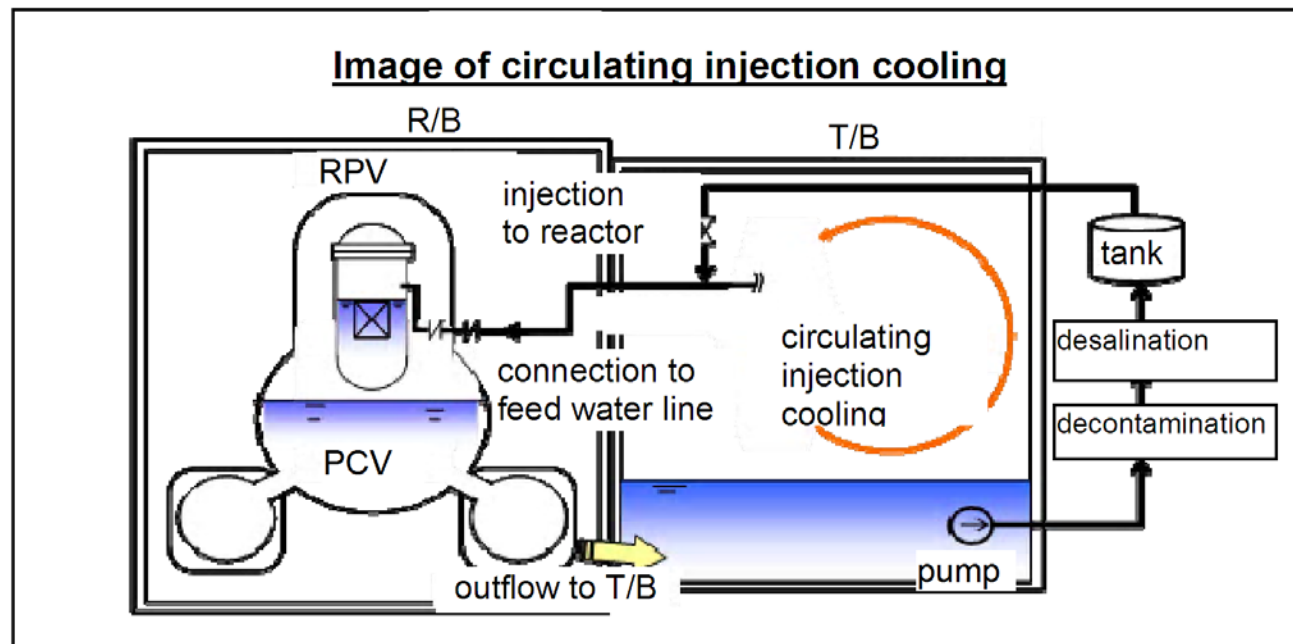 Image of circulating injection cooling
R/B
T/B
RPV
injection
to reactor
tank
circulating
injection
cooling
desalination
connection to
feed water line
decontamination
PCV
pump
outflow to T/B